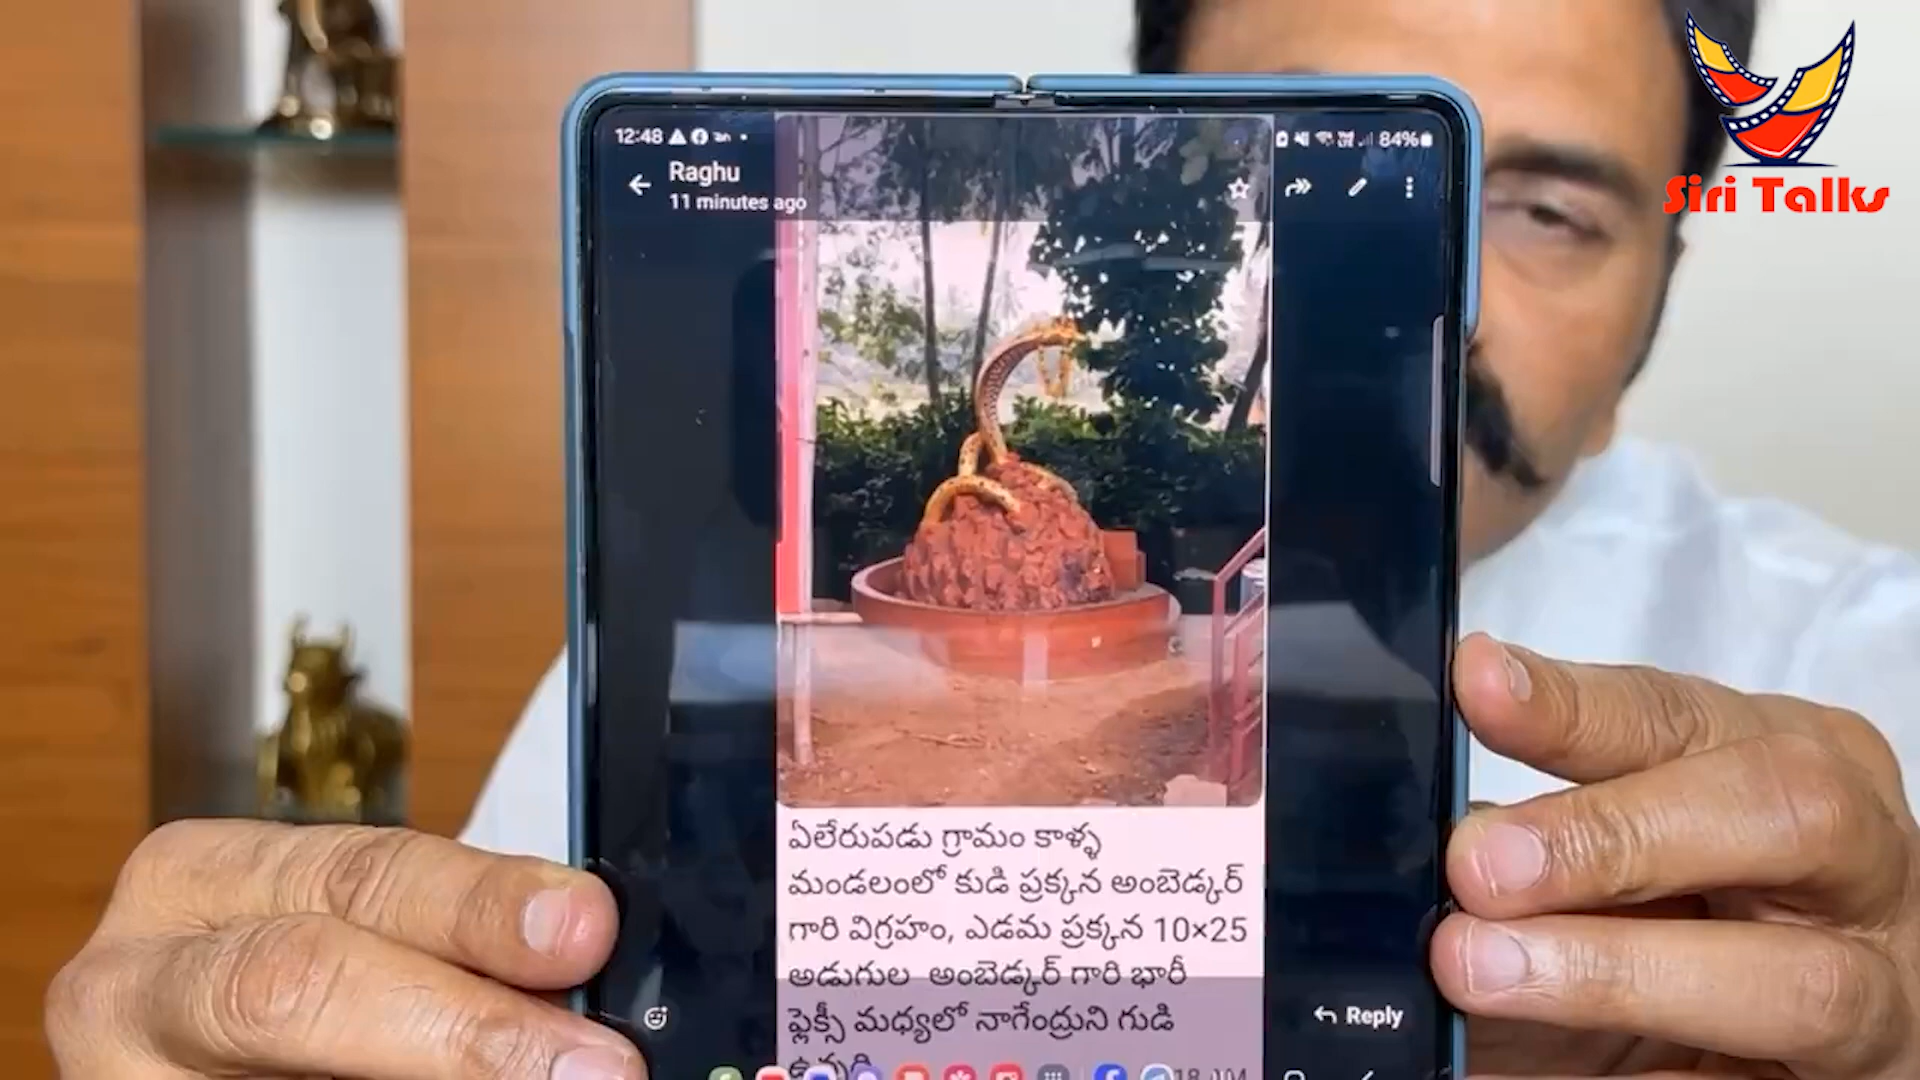 Siri Talks
12:48
84%
Raghu
11 minutes ago
ఏలేరుపడు గ్రామం కాళ్ళ
మండలంలో కుడి ప్రక్కన అంబెడ్కర్
గారి విగ్రహం, ఎడమ ప్రక్కన 10×25
అడుగుల అంబెడ్కర్ గారి భారీ
ఫ్లెక్సీ మధ్యలో నాగేంద్రుని గుడి
Reply